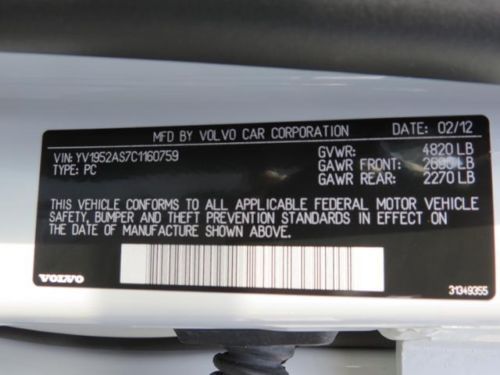 MFD BY VOLVO CAR CORPORATION DATE: 02/12
VIN: YV1952AS7C1160759 GVWR: 4820 LB
TYPE: PC GAWR FRONT: LB
GAWR REAR: 2270 LB
THIS VEHICLE CONFORMS TO ALL APPLICABLE FEDERAL MOTOR VEHICLE
SAFETY, BUMPER AND THEFT PREVENTION STANDARDS IN EFFECT ON
THE DATE OF MANUFACTURE SHOWN ABOVE.
VOLVO 31349355